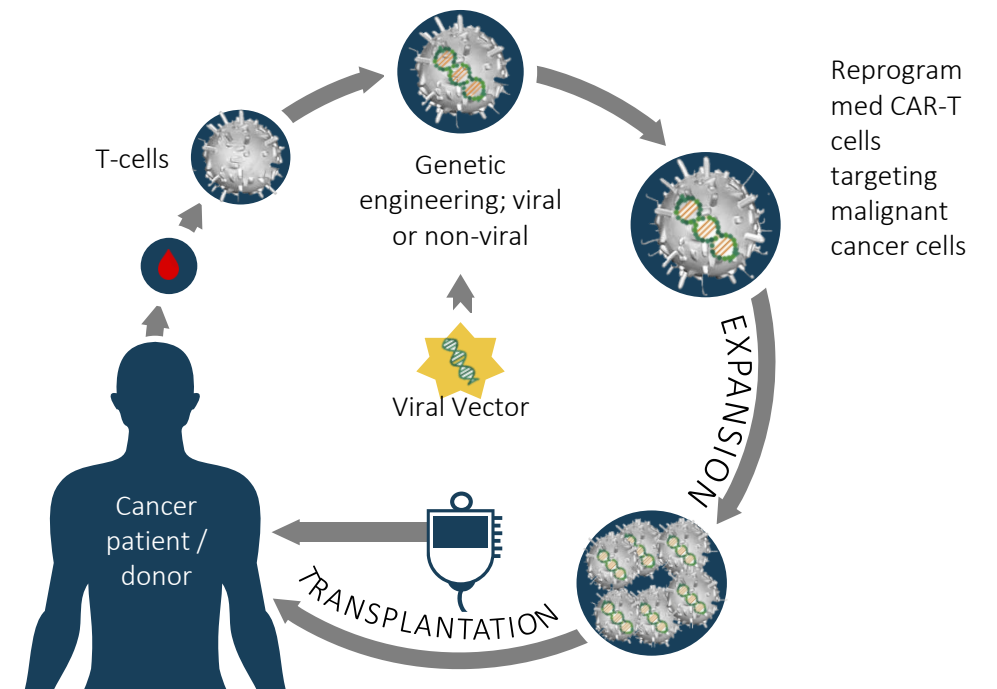 Reprogram
med CAR-T
cells
targeting
malignant
cancer cells
T-cells
Genetic
engineering; viral
or non-viral
EXPANSION
Viral Vector
Cancer
patient /
donor
TRANSPLANTATION